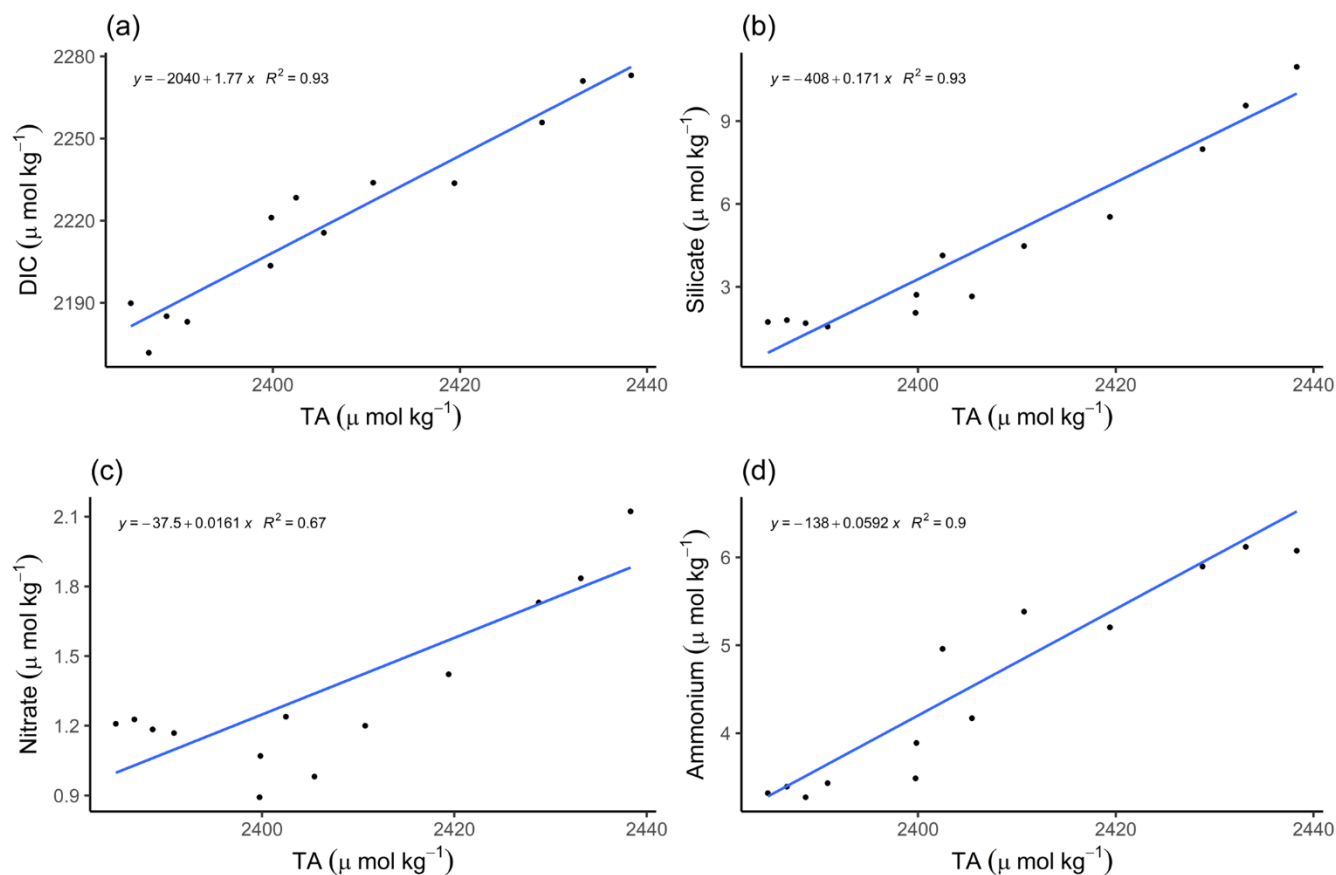 (a)
y = −2040 + 1.77 x R² = 0.93
2280
2250
2220
2190
DIC (μ mol kg⁻¹)
2400 2420 2440
TA (μ mol kg⁻¹)
(b)
y = −408 + 0.171 x R² = 0.93
9
6
3
Silicate (μ mol kg⁻¹)
2400 2420 2440
TA (μ mol kg⁻¹)
(c)
y = −37.5 + 0.0161 x R² = 0.67
2.1
1.8
1.5
1.2
0.9
Nitrate (μ mol kg⁻¹)
2400 2420 2440
TA (μ mol kg⁻¹)
(d)
y = −138 + 0.0592 x R² = 0.9
6
5
4
Ammonium (μ mol kg⁻¹)
2400 2420 2440
TA (μ mol kg⁻¹)